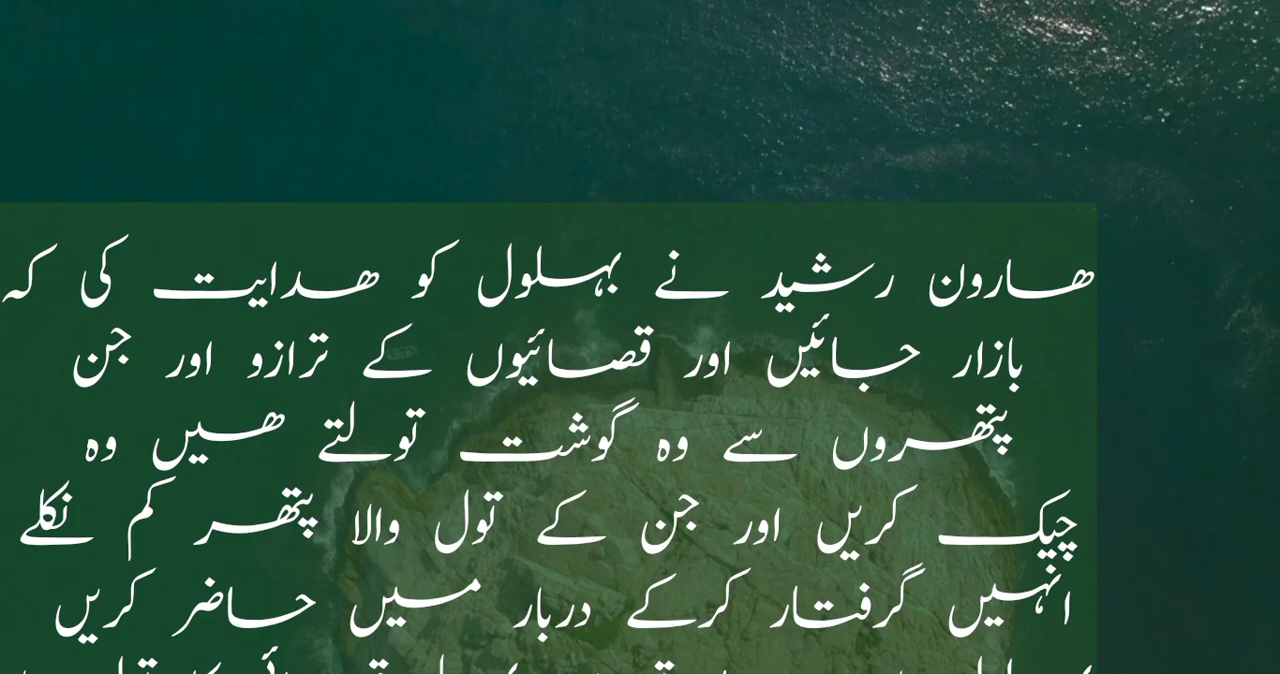 ھارون رشید نے بہلول کو ھدایت کی کہ
بازار جائیں اور قصائیوں کے ترازو اور جن
پتھروں سے وہ گوشت تولتے ھیں وہ
چیک کریں اور جن کے تول والا پتھر کم نکلے
انہیں گرفتار کرکے دربار میں حاضر کریں